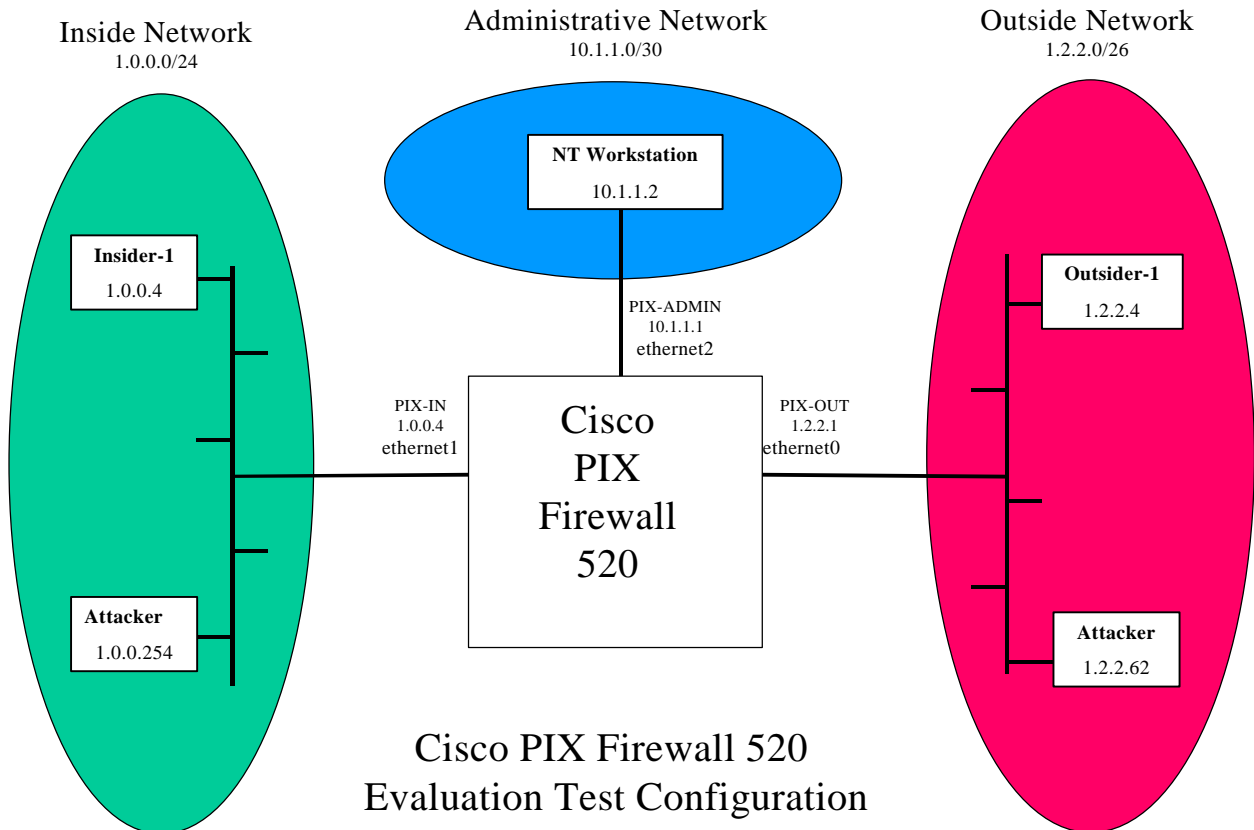 Inside Network
1.0.0.0/24
Administrative Network
10.1.1.0/30
Outside Network
1.2.2.0/26
NT Workstation
10.1.1.2
Insider-1
1.0.0.4
Outsider-1
1.2.2.4
PIX-ADMIN
10.1.1.1
ethernet2
PIX-IN
1.0.0.4
ethernet1
Cisco
PIX
Firewall
520
PIX-OUT
1.2.2.1
ethernet0
Attacker
1.0.0.254
Attacker
1.2.2.62
Cisco PIX Firewall 520
Evaluation Test Configuration